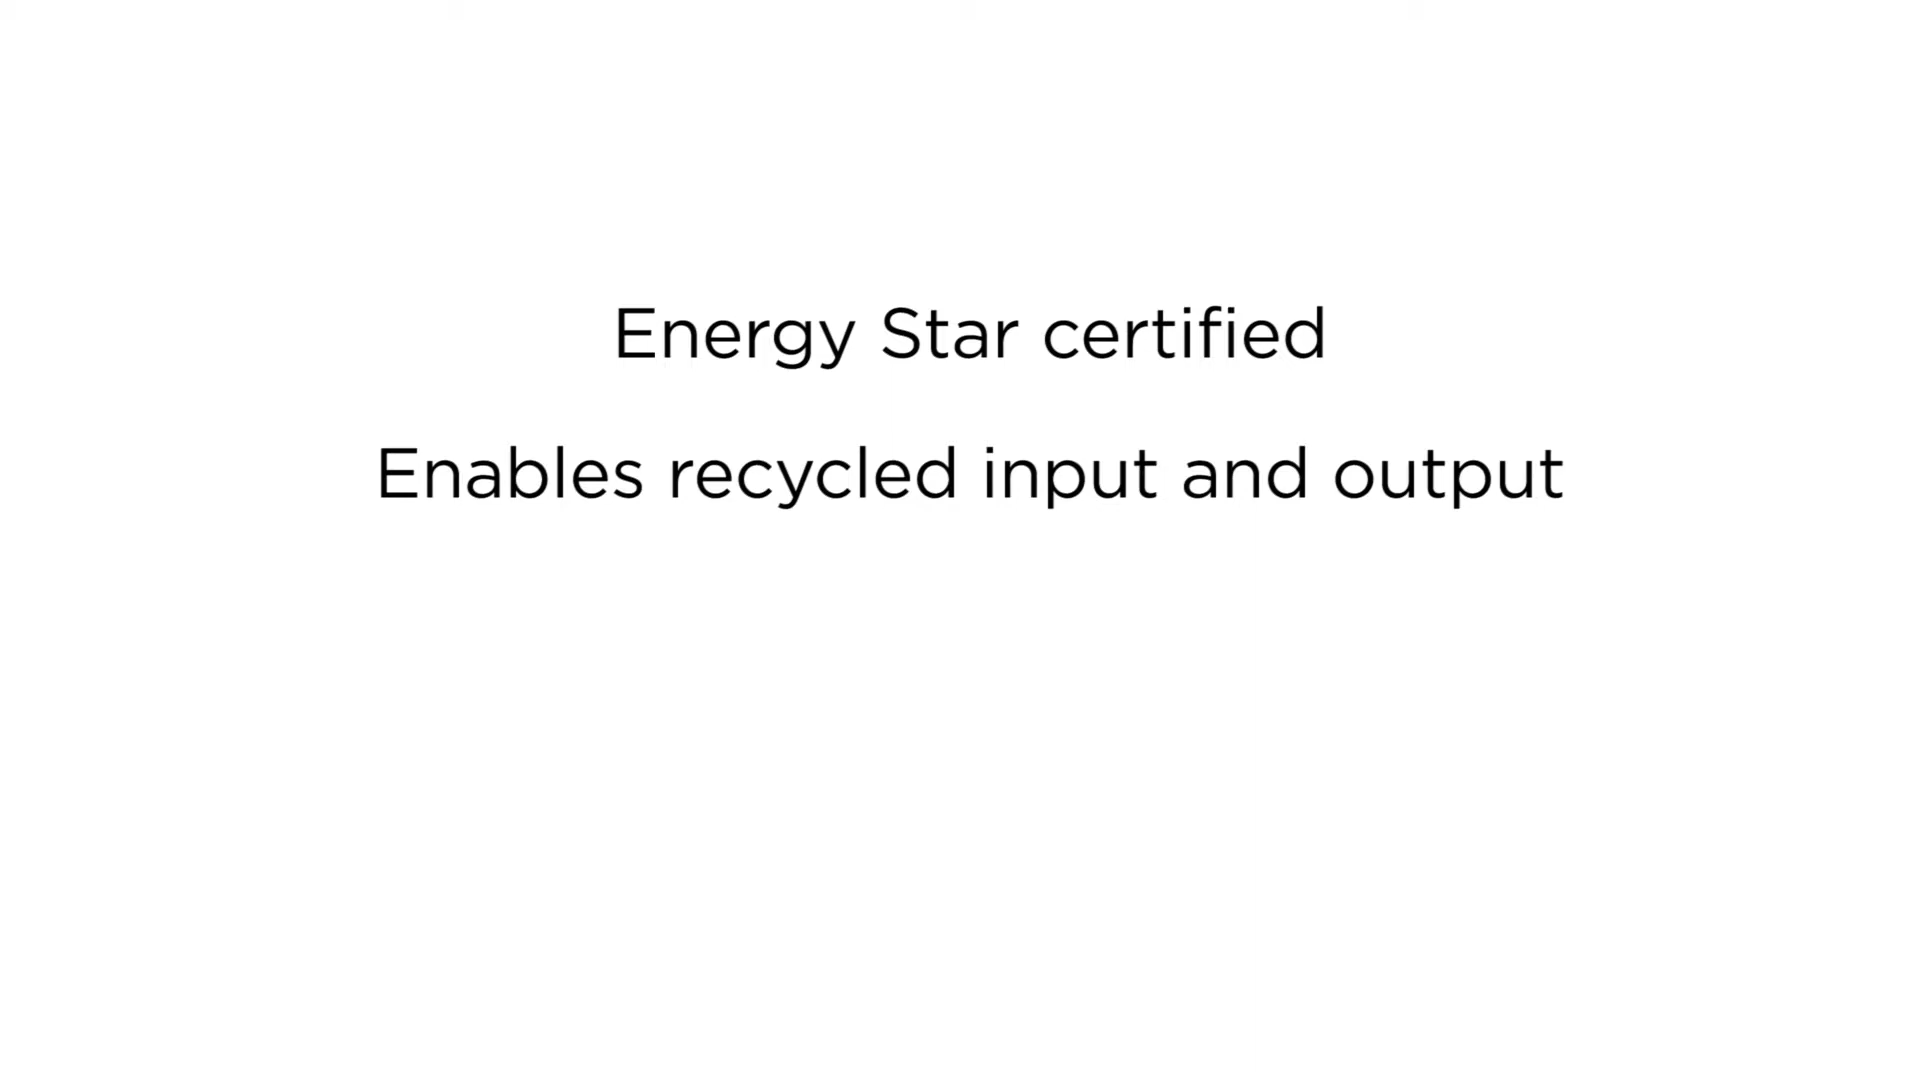 Energy Star certified
Enables recycled input and output